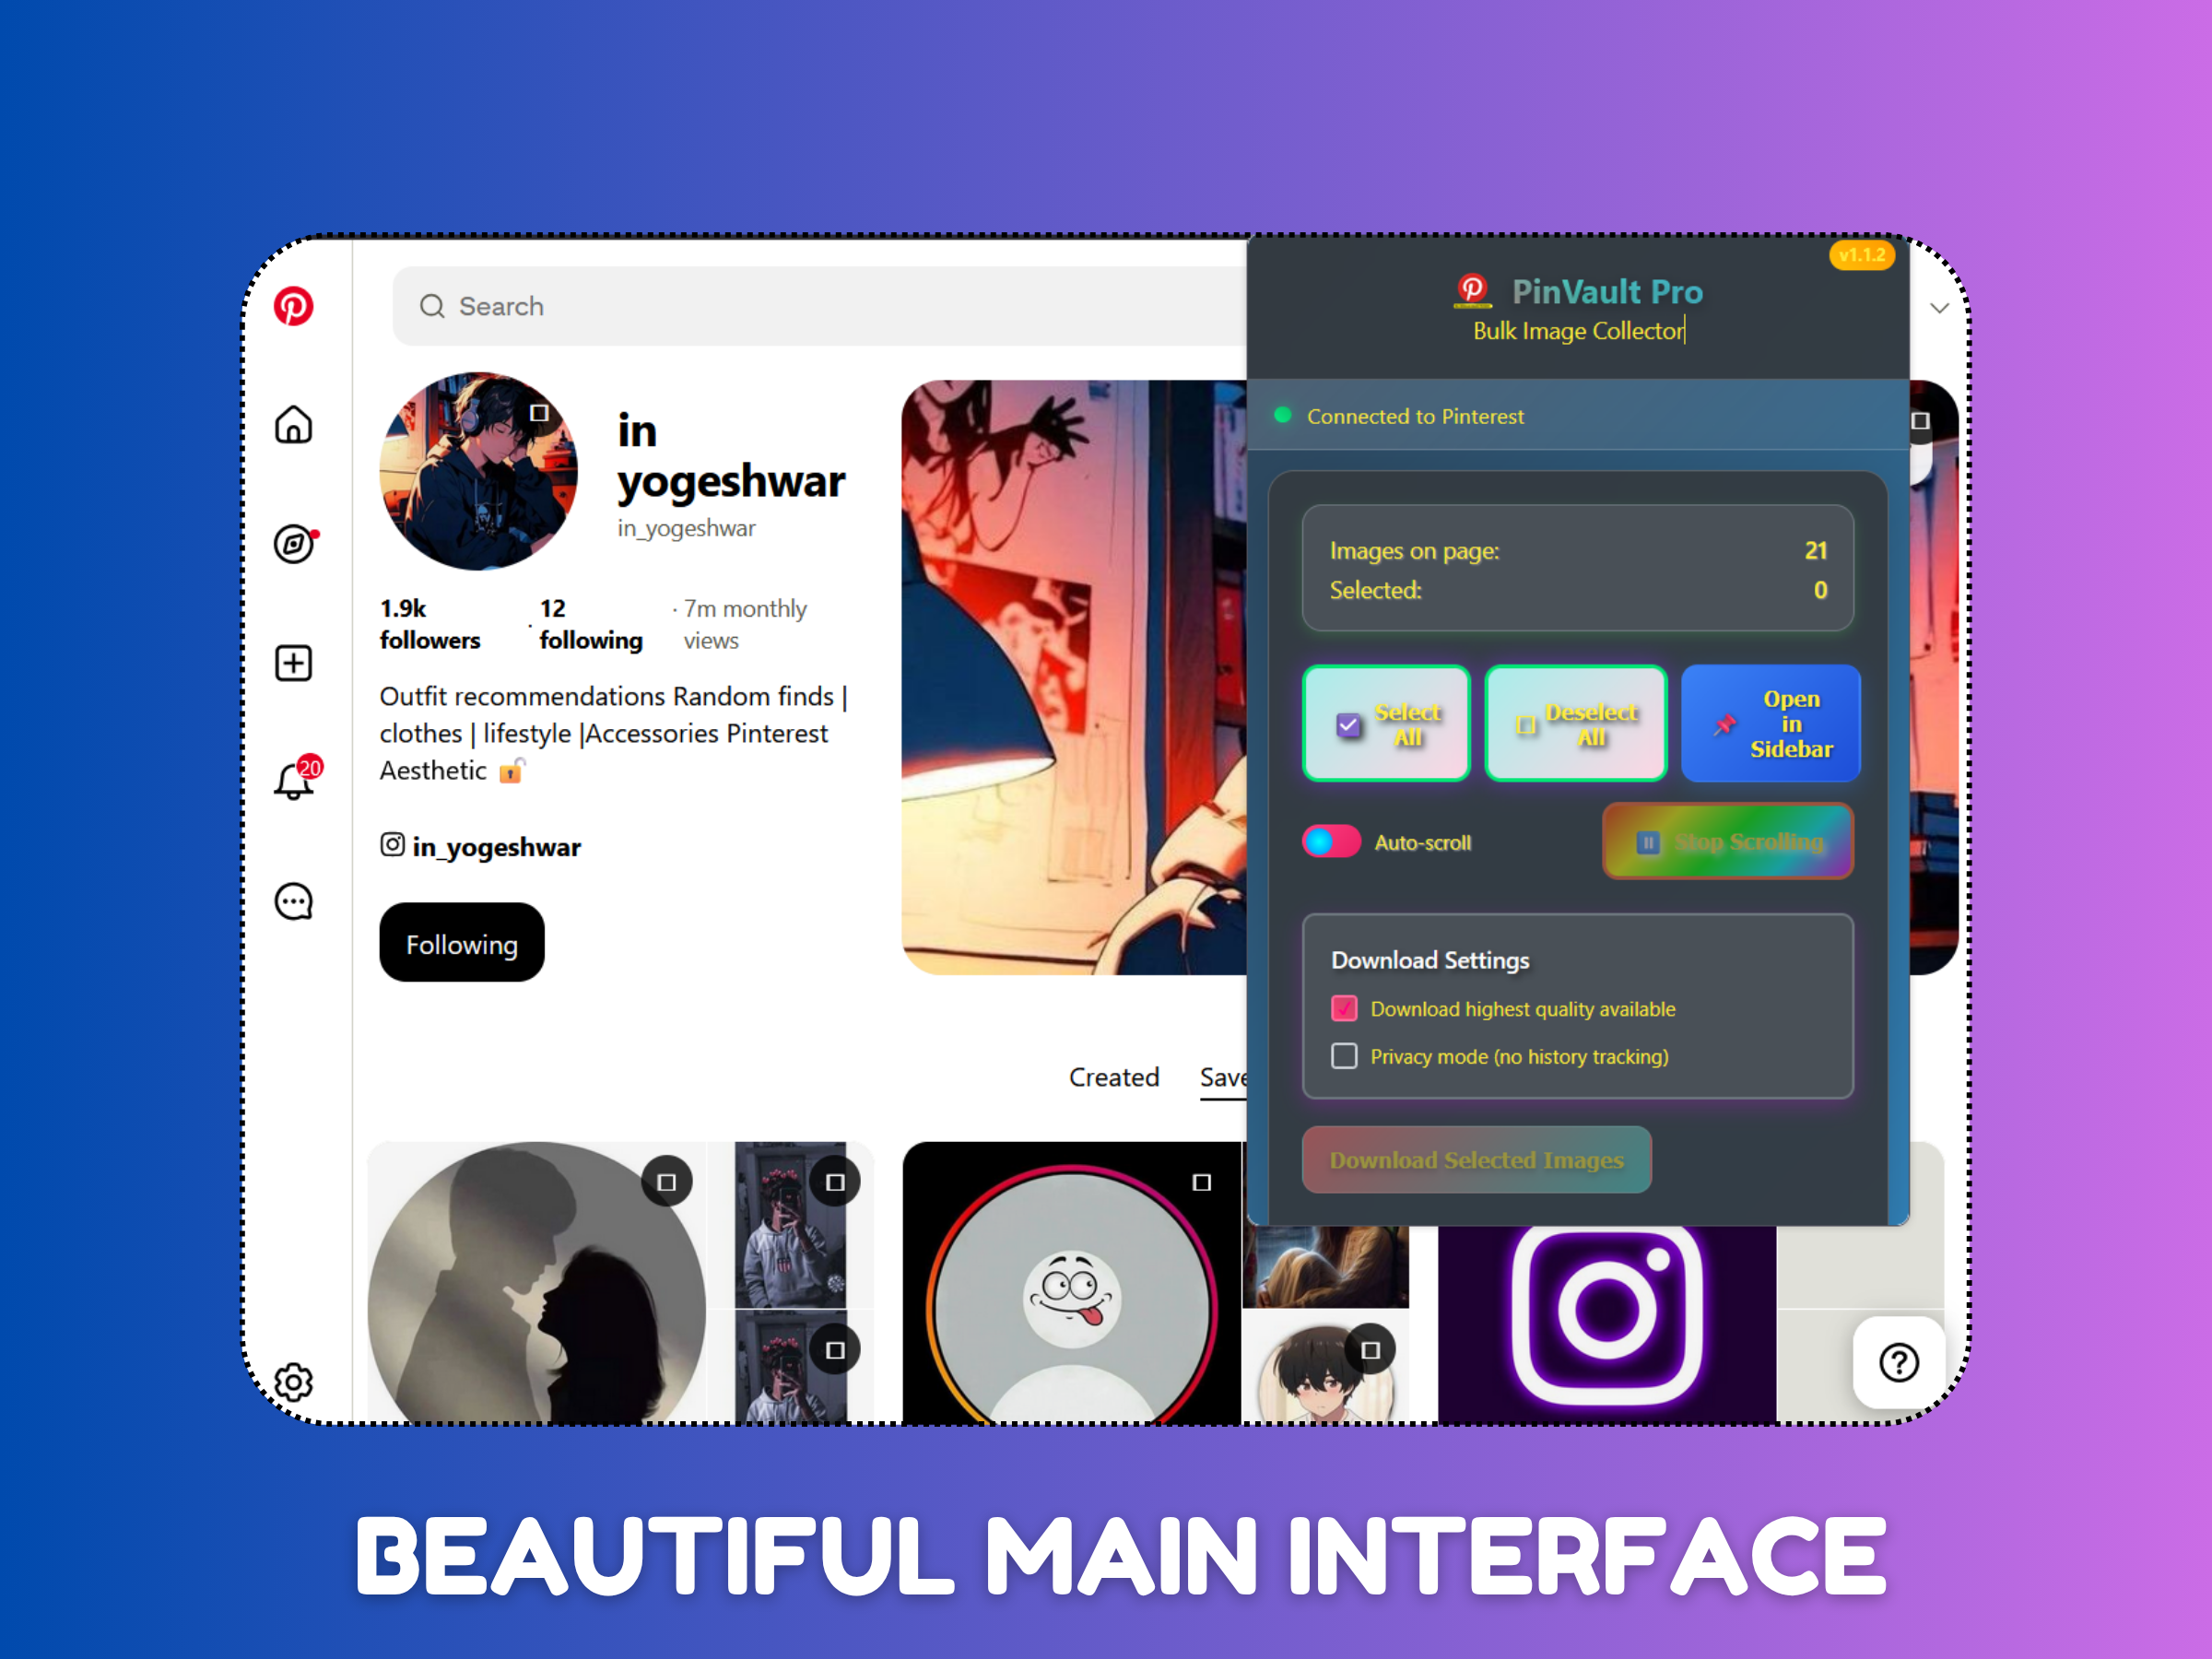 Search
in
yogeshwar
in_yogeshwar
1.9k
followers
· 12
following
· 7m monthly
views
Outfit recommendations Random finds |
clothes | lifestyle |Accessories Pinterest
Aesthetic
in_yogeshwar
Following
20
Created
Save
v1.1.2
PinVault Pro
Bulk Image Collector
Connected to Pinterest
Images on page: 21
Selected: 0
Select
All
Deselect
All
Open
in
Sidebar
Auto-scroll
Stop Scrolling
Download Settings
Download highest quality available
Privacy mode (no history tracking)
Download Selected Images
BEAUTIFUL MAIN INTERFACE